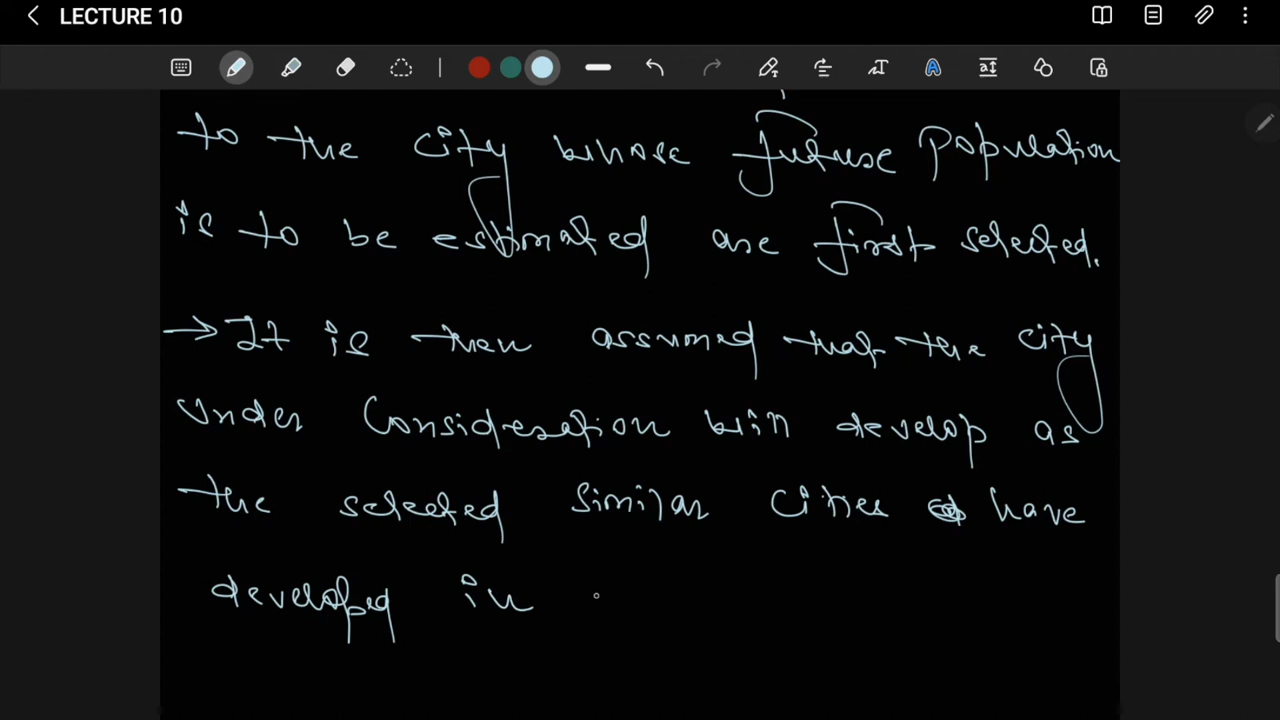 LECTURE 10
to the city whose future population
is to be estimated are first selected.
→ It is then assumed that the city
under consideration will develop as
the selected similar cities have
developed in